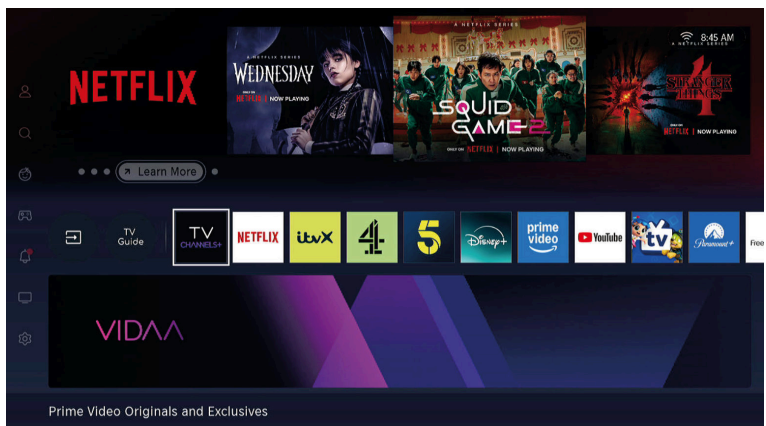 8:45 AM
NETFLIX
A NETFLIX SERIES
WEDNESDAY
ONLY ON
NETFLIX | NOW PLAYING
A NETFLIX SERIES
SQUID
GAME 2
ONLY ON NETFLIX | NOW PLAYING
A NETFLIX SERIES
STRANGER
THINGS
4
ONLY ON
NETFLIX | NOW PLAYING
Learn More
TV
Guide
TV
CHANNELS+
NETFLIX
itvX
4
5
Disney+
prime
video
YouTube
tv
Paramount+
Free
VIDAA
Prime Video Originals and Exclusives